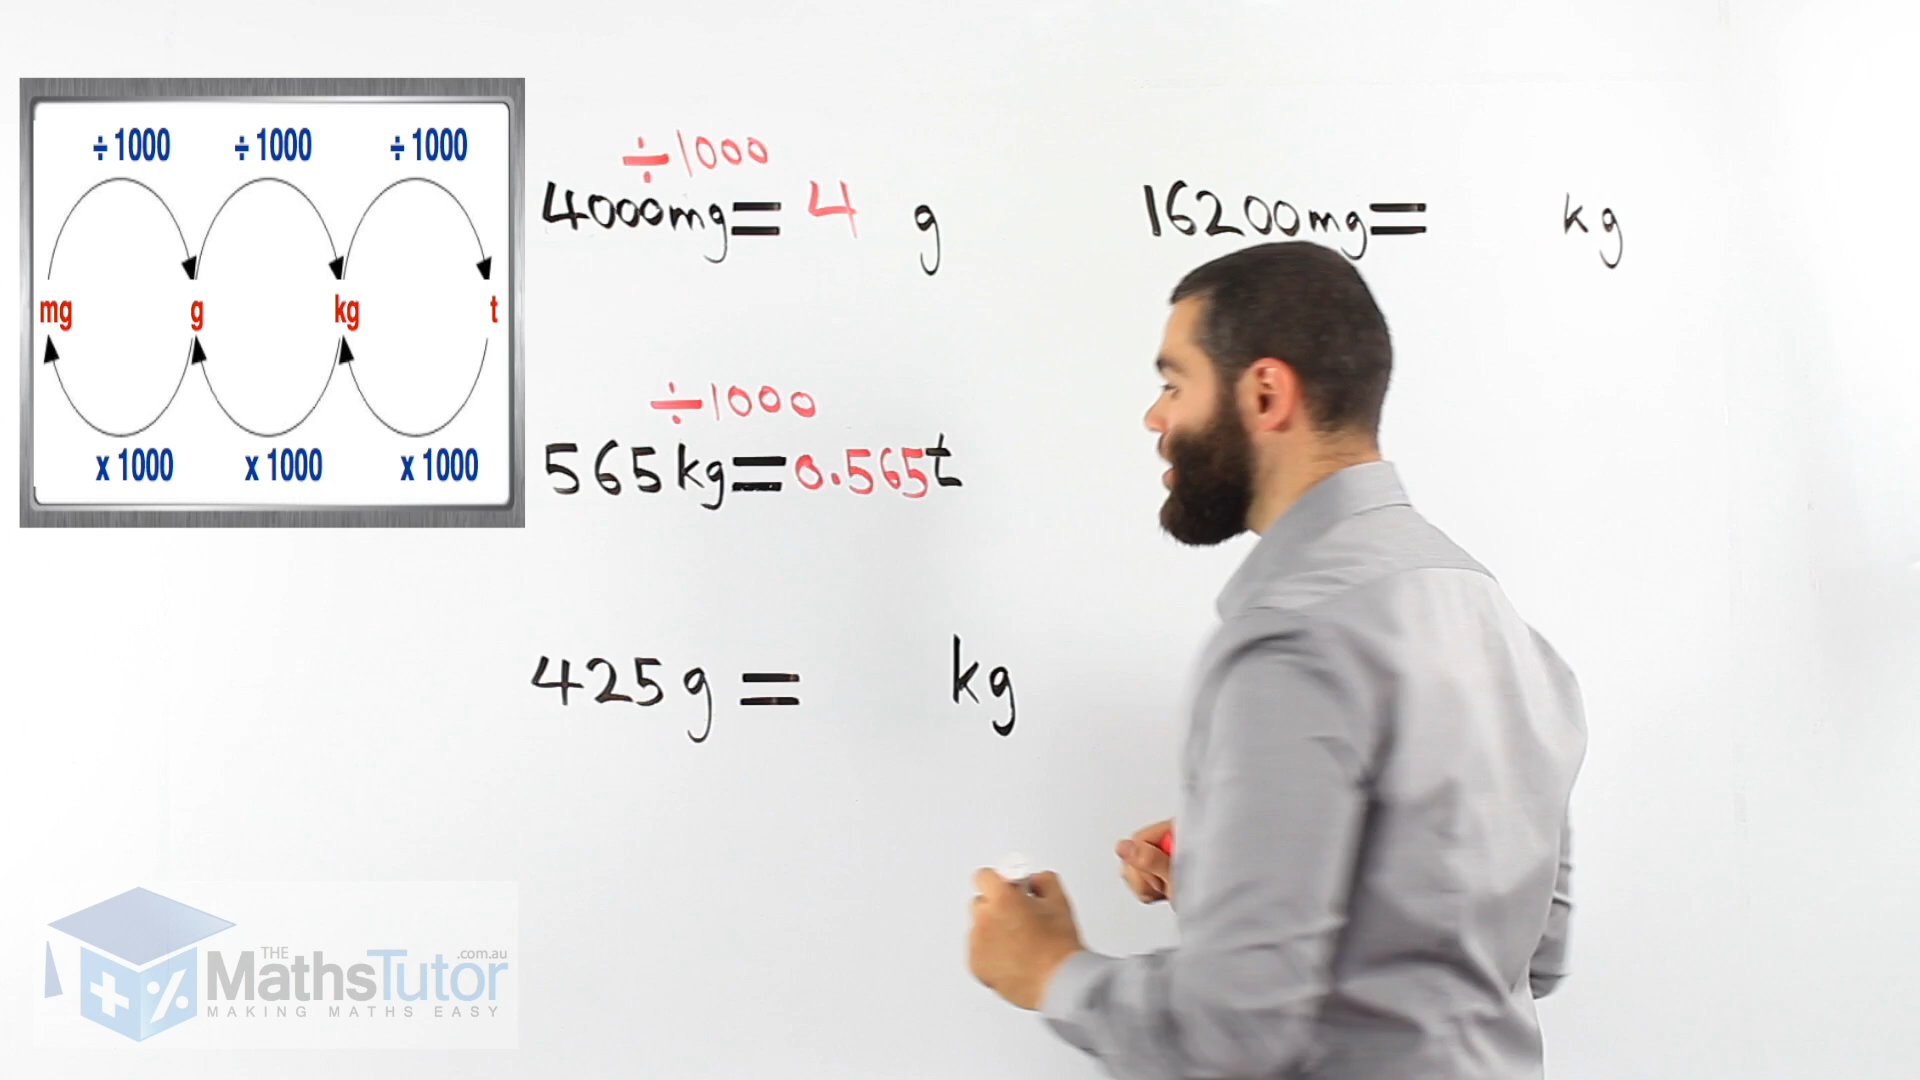 ÷ 1000 ÷ 1000 ÷ 1000
mg g kg t
x 1000 x 1000 x 1000
÷1000
4000mg= 4 g
÷1000
565kg=0.565t
425g = kg
16200mg= kg
THE
MathsTutor .com.au
MAKING MATHS EASY